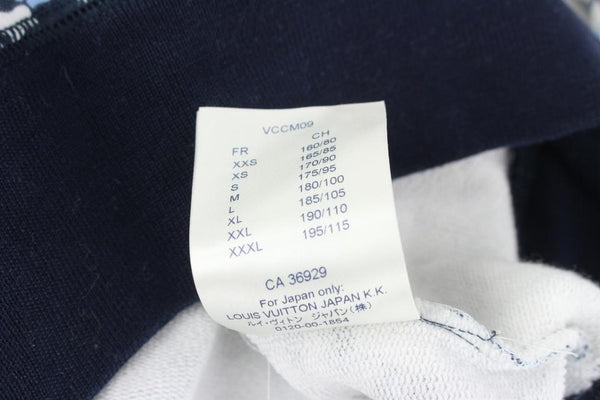 VCCM09
FR CH
XXS 160/80
XS 165/85
S 170/90
M 175/95
L 180/100
XL 185/105
XXL 190/110
XXXL 195/115
CA 36929
For Japan only:
LOUIS VUITTON JAPAN K.K.
ルイ・ヴィトン ジャパン(株)
0120-00-1854